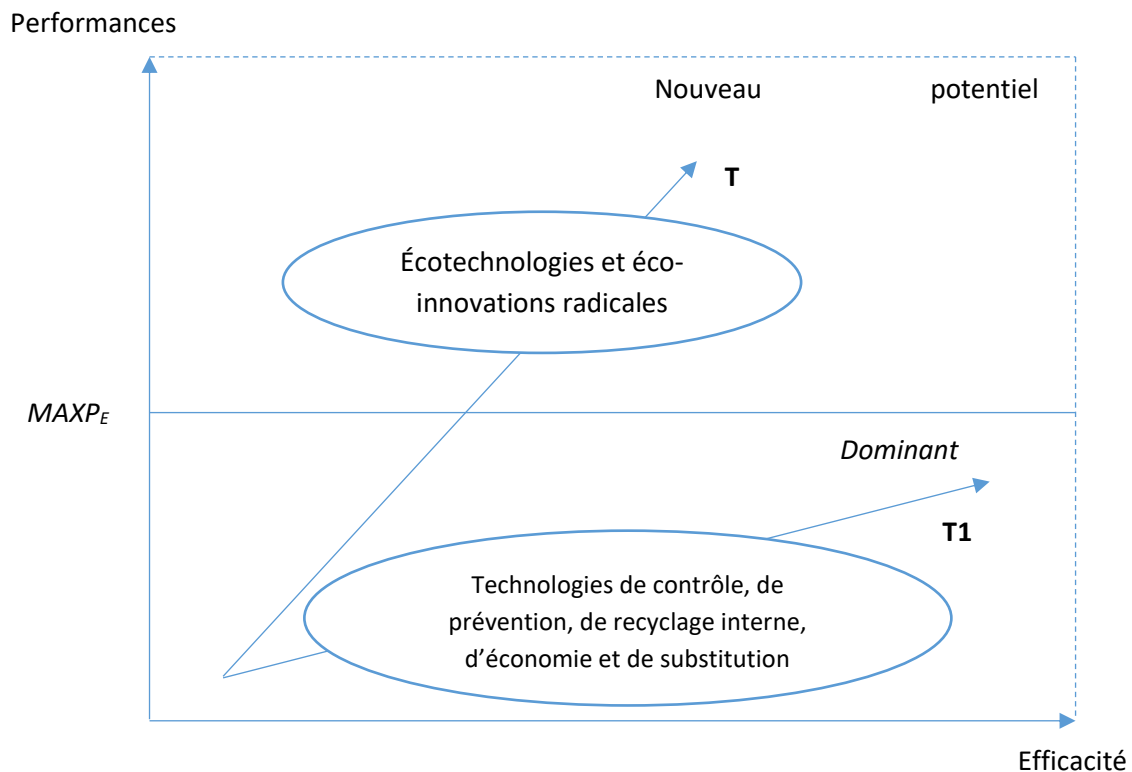 Performances
Nouveau potentiel
T
Écotechnologies et éco-
innovations radicales
MAXPE
Dominant
T1
Technologies de contrôle, de
prévention, de recyclage interne,
d’économie et de substitution
Efficacité